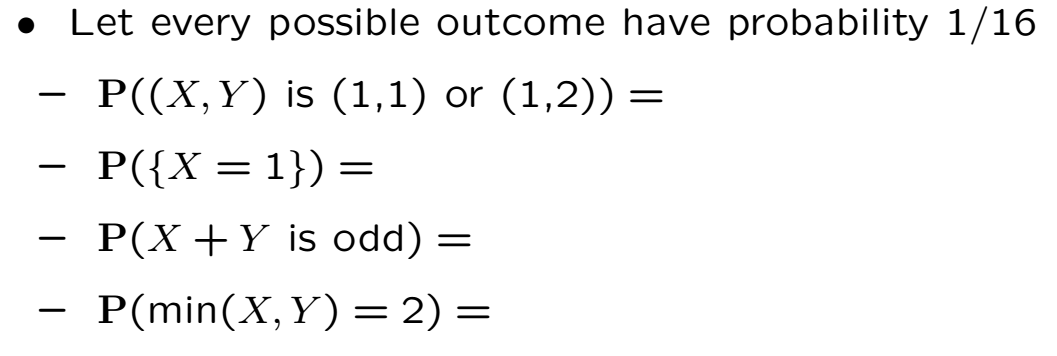 • Let every possible outcome have probability 1/16
– P((X, Y) is (1,1) or (1,2)) =
– P({X = 1}) =
– P(X + Y is odd) =
– P(min(X, Y) = 2) =